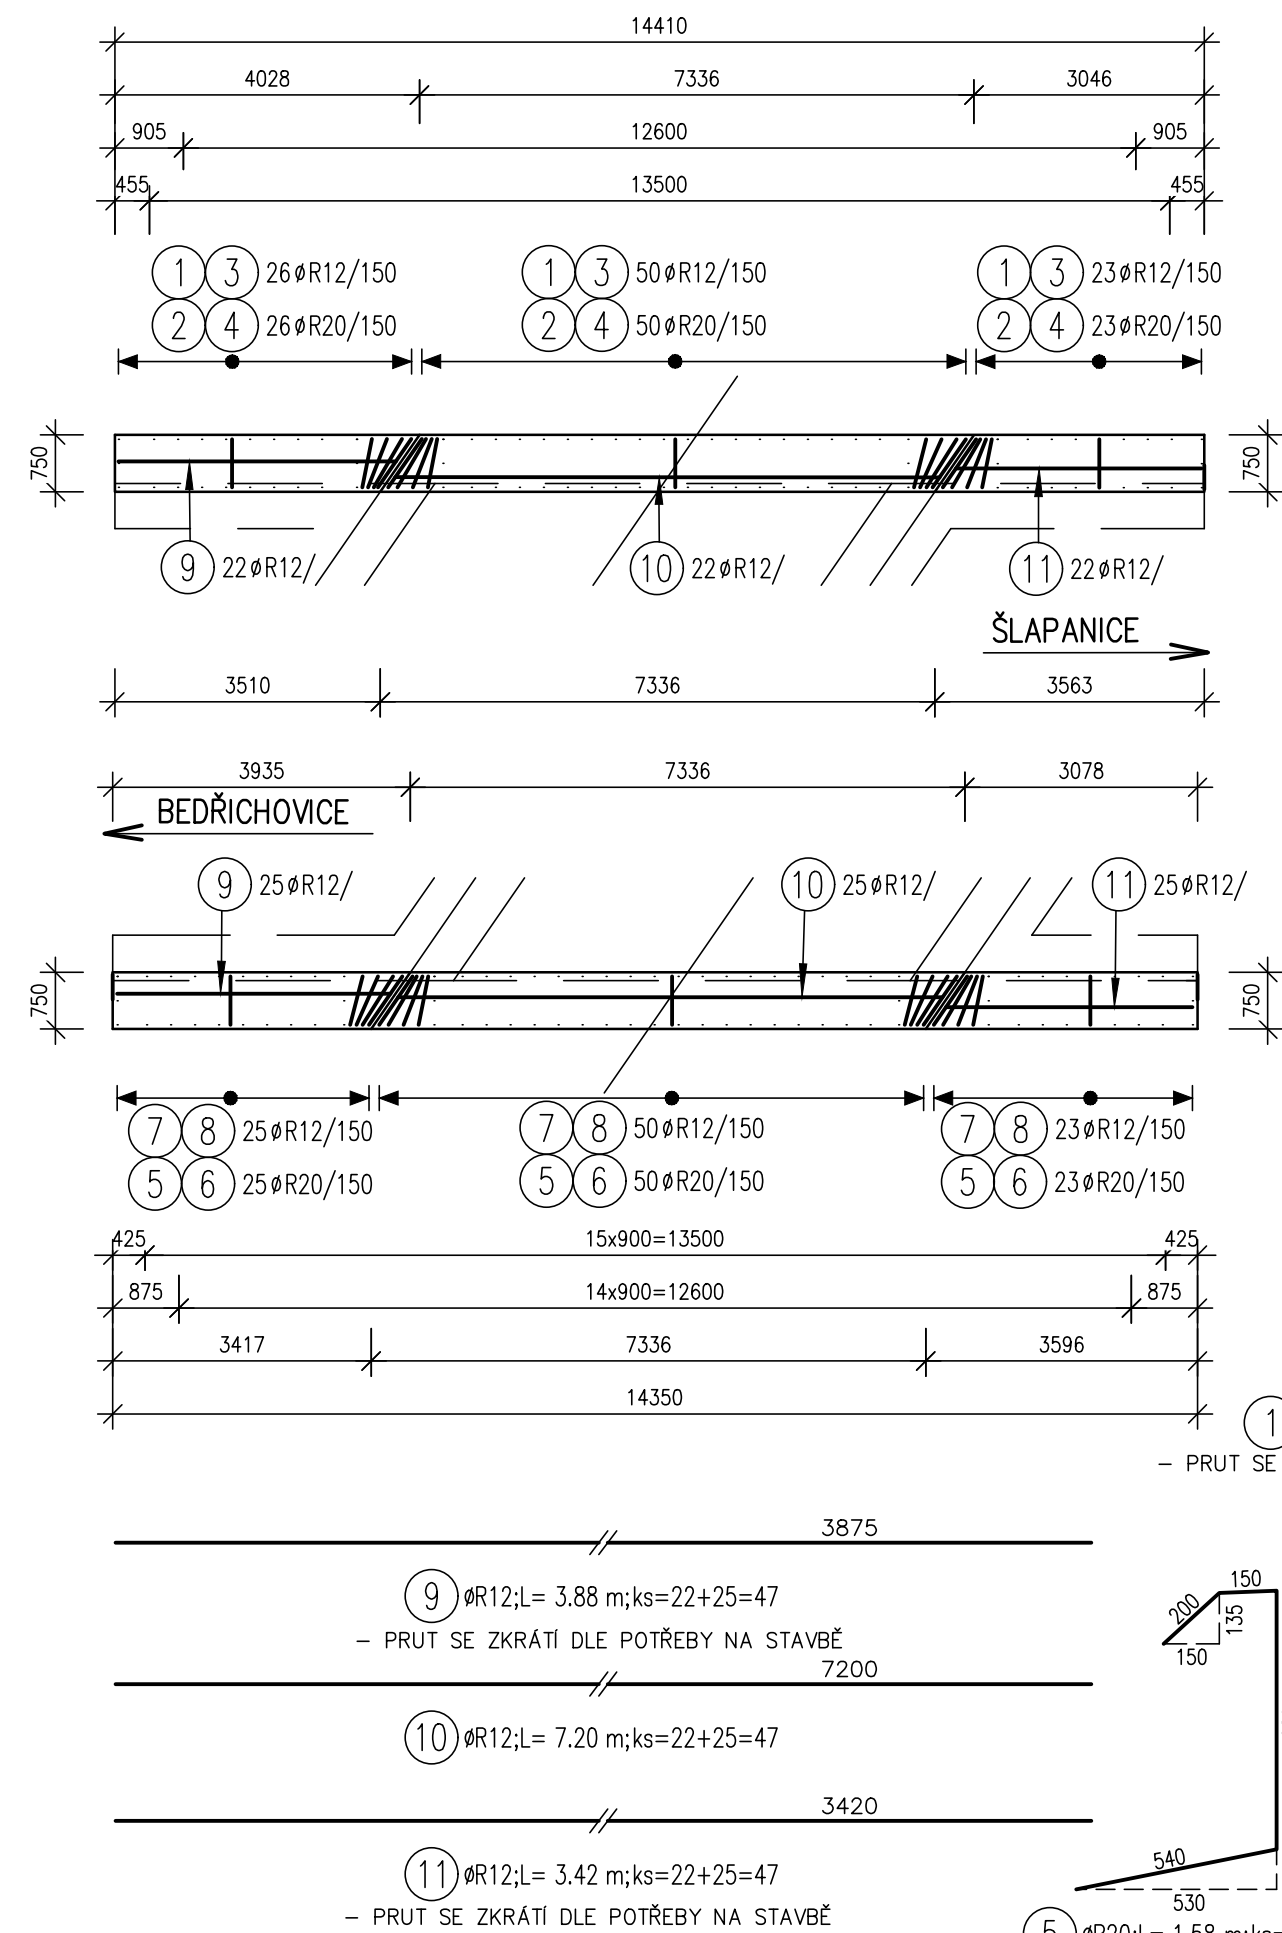 14410
4028 7336 3046
905 12600 905
455 13500 455
1 3 26øR12/150 1 3 50øR12/150 1 3 23øR12/150
2 4 26øR20/150 2 4 50øR20/150 2 4 23øR20/150
750 750
9 22øR12/ 10 22øR12/ 11 22øR12/
ŠLAPANICE
3510 7336 3563
3935 7336 3078
BEDŘICHOVICE
9 25øR12/ 10 25øR12/ 11 25øR12/
750 750
7 8 25øR12/150 7 8 50øR12/150 7 8 23øR12/150
5 6 25øR20/150 5 6 50øR20/150 5 6 23øR20/150
425 15x900=13500 425
875 14x900=12600 875
3417 7336 3596
14350
1
– PRUT SE
3875
9 øR12;L= 3.88 m;ks=22+25=47
– PRUT SE ZKRÁTÍ DLE POTŘEBY NA STAVBĚ
7200
10 øR12;L= 7.20 m;ks=22+25=47
3420
11 øR12;L= 3.42 m;ks=22+25=47
– PRUT SE ZKRÁTÍ DLE POTŘEBY NA STAVBĚ
150
200
135
150
540
530
5 øR20;L= 1.58 m;ks=